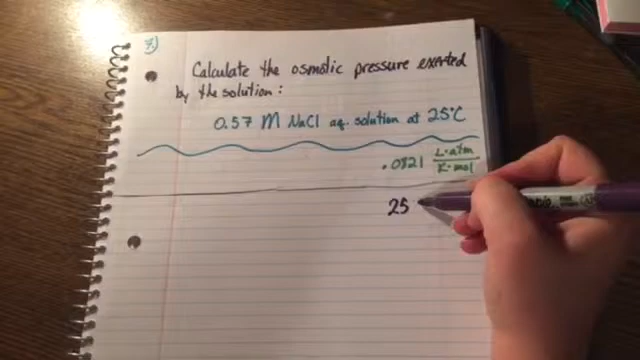 7)
Calculate the osmotic pressure exerted
by the solution:
0.57 M NaCl aq. solution at 25°C
.0821 L·atm
K·mol
25